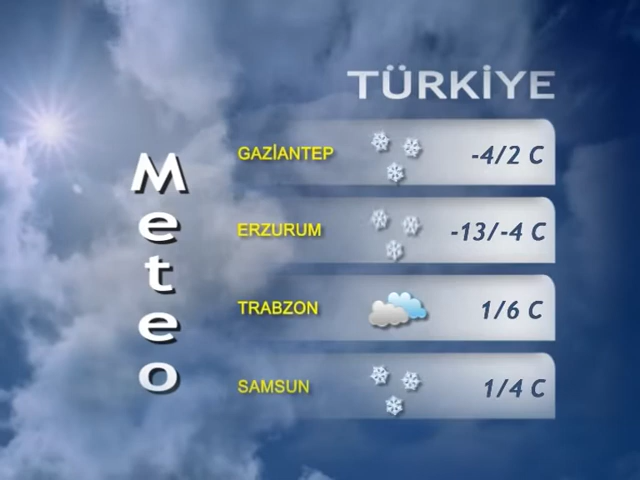 TÜRKİYE
Meteo
GAZİANTEP -4/2 C
ERZURUM -13/-4 C
TRABZON 1/6 C
SAMSUN 1/4 C